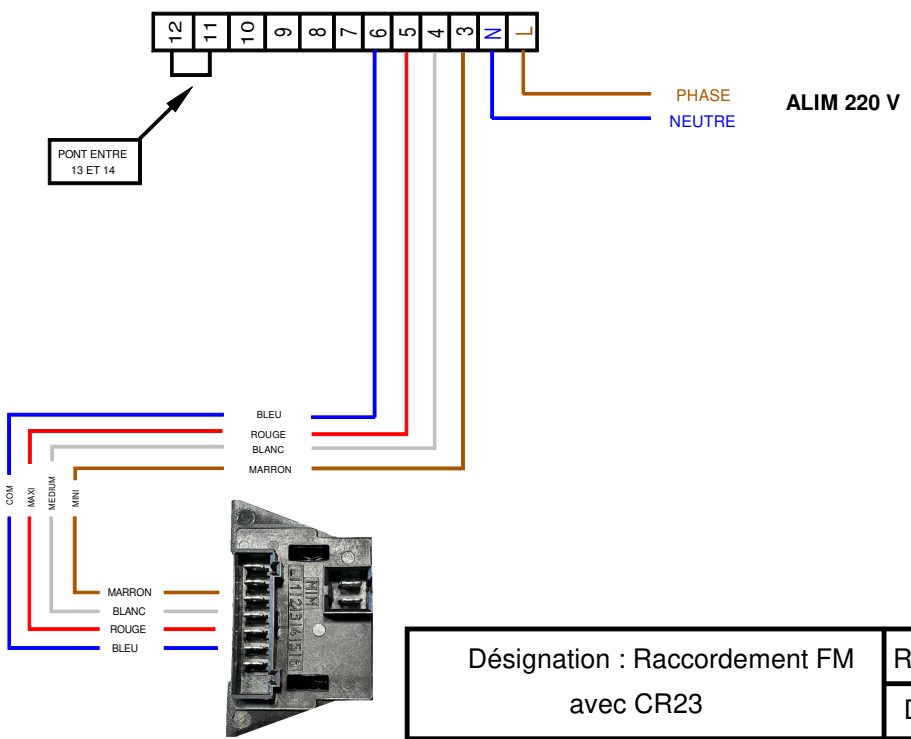 12 11 10 9 8 7 6 5 4 3 N L
PHASE
NEUTRE
ALIM 220 V
PONT ENTRE
13 ET 14
BLEU
ROUGE
BLANC
MARRON
COM
MAXI
MEDIUM
MINI
MARRON
BLANC
ROUGE
BLEU
Désignation : Raccordement FM
avec CR23
R
D